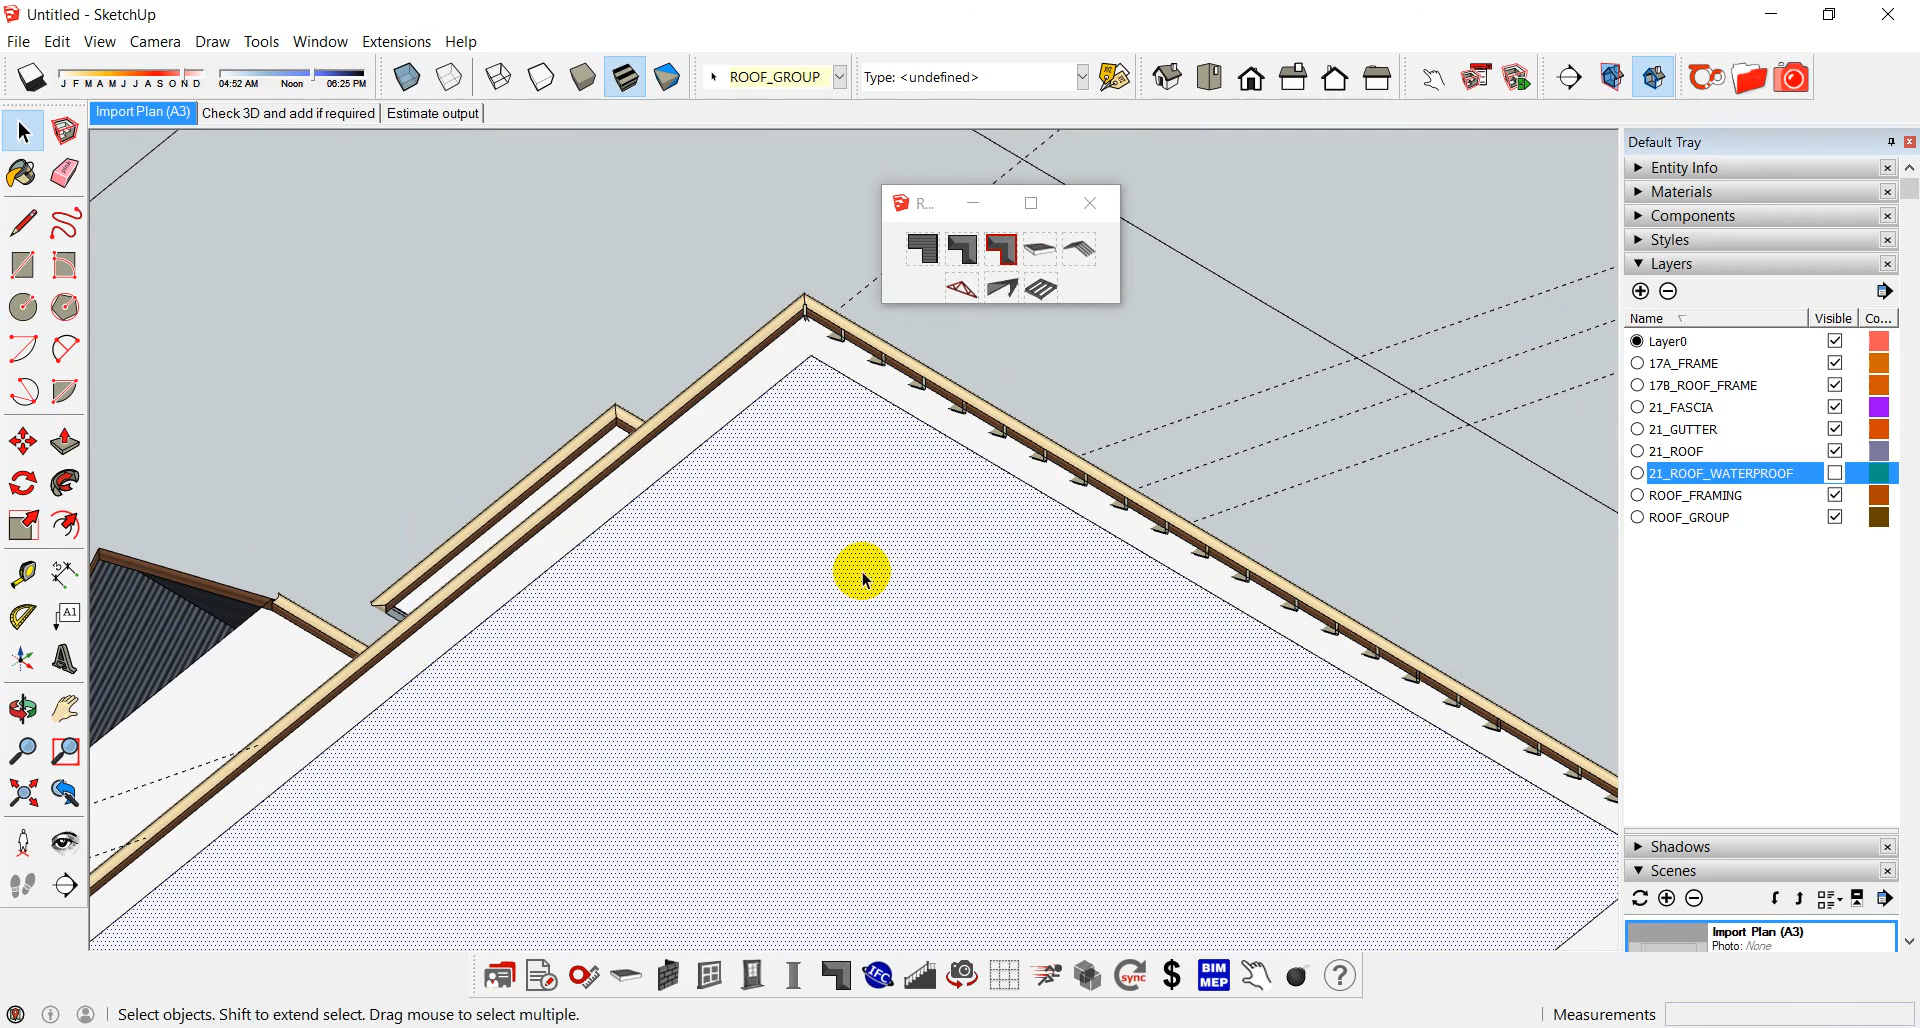 Untitled - SketchUp
File Edit View Camera Draw Tools Window Extensions Help
J F M A M J J A S O N D
04:52 AM Noon 06:25 PM
ROOF_GROUP
Type: <undefined>
Import Plan (A3) Check 3D and add if required Estimate output
R...
Default Tray
Entity Info
Materials
Components
Styles
Layers
Name Visible Co...
Layer0
17A_FRAME
17B_ROOF_FRAME
21_FASCIA
21_GUTTER
21_ROOF
21_ROOF_WATERPROOF
ROOF_FRAMING
ROOF_GROUP
A1
Shadows
Scenes
Import Plan (A3)
Photo: None
IFC
sync
$
BIM
MEP
?
Select objects. Shift to extend select. Drag mouse to select multiple.
Measurements